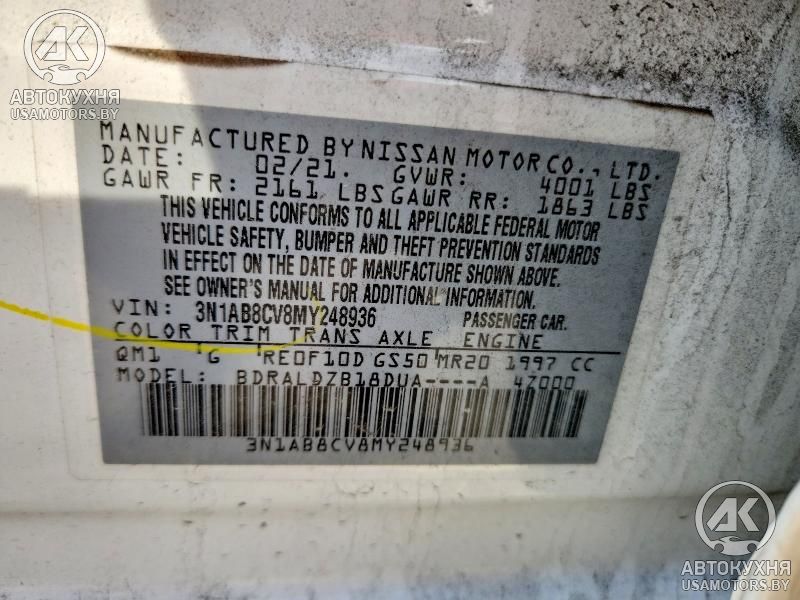 AK
АВТОКУХНЯ
USAMOTORS.BY
MANUFACTURED BY NISSAN MOTOR CO., LTD.
DATE: 02/21. GVWR: 4001 LBS
GAWR FR: 2161 LBS GAWR RR: 1863 LBS
THIS VEHICLE CONFORMS TO ALL APPLICABLE FEDERAL MOTOR
VEHICLE SAFETY, BUMPER AND THEFT PREVENTION STANDARDS
IN EFFECT ON THE DATE OF MANUFACTURE SHOWN ABOVE.
SEE OWNER'S MANUAL FOR ADDITIONAL INFORMATION.
VIN: 3N1AB8CV8MY248936 PASSENGER CAR.
COLOR TRIM TRANS AXLE ENGINE
QM1 G RE0F10D GS50 MR20 1997 CC
MODEL: BDRALDZB18DUA----A 4Z000
3N1AB8CV8MY248936
AK
АВТОКУХНЯ
USAMOTORS.BY